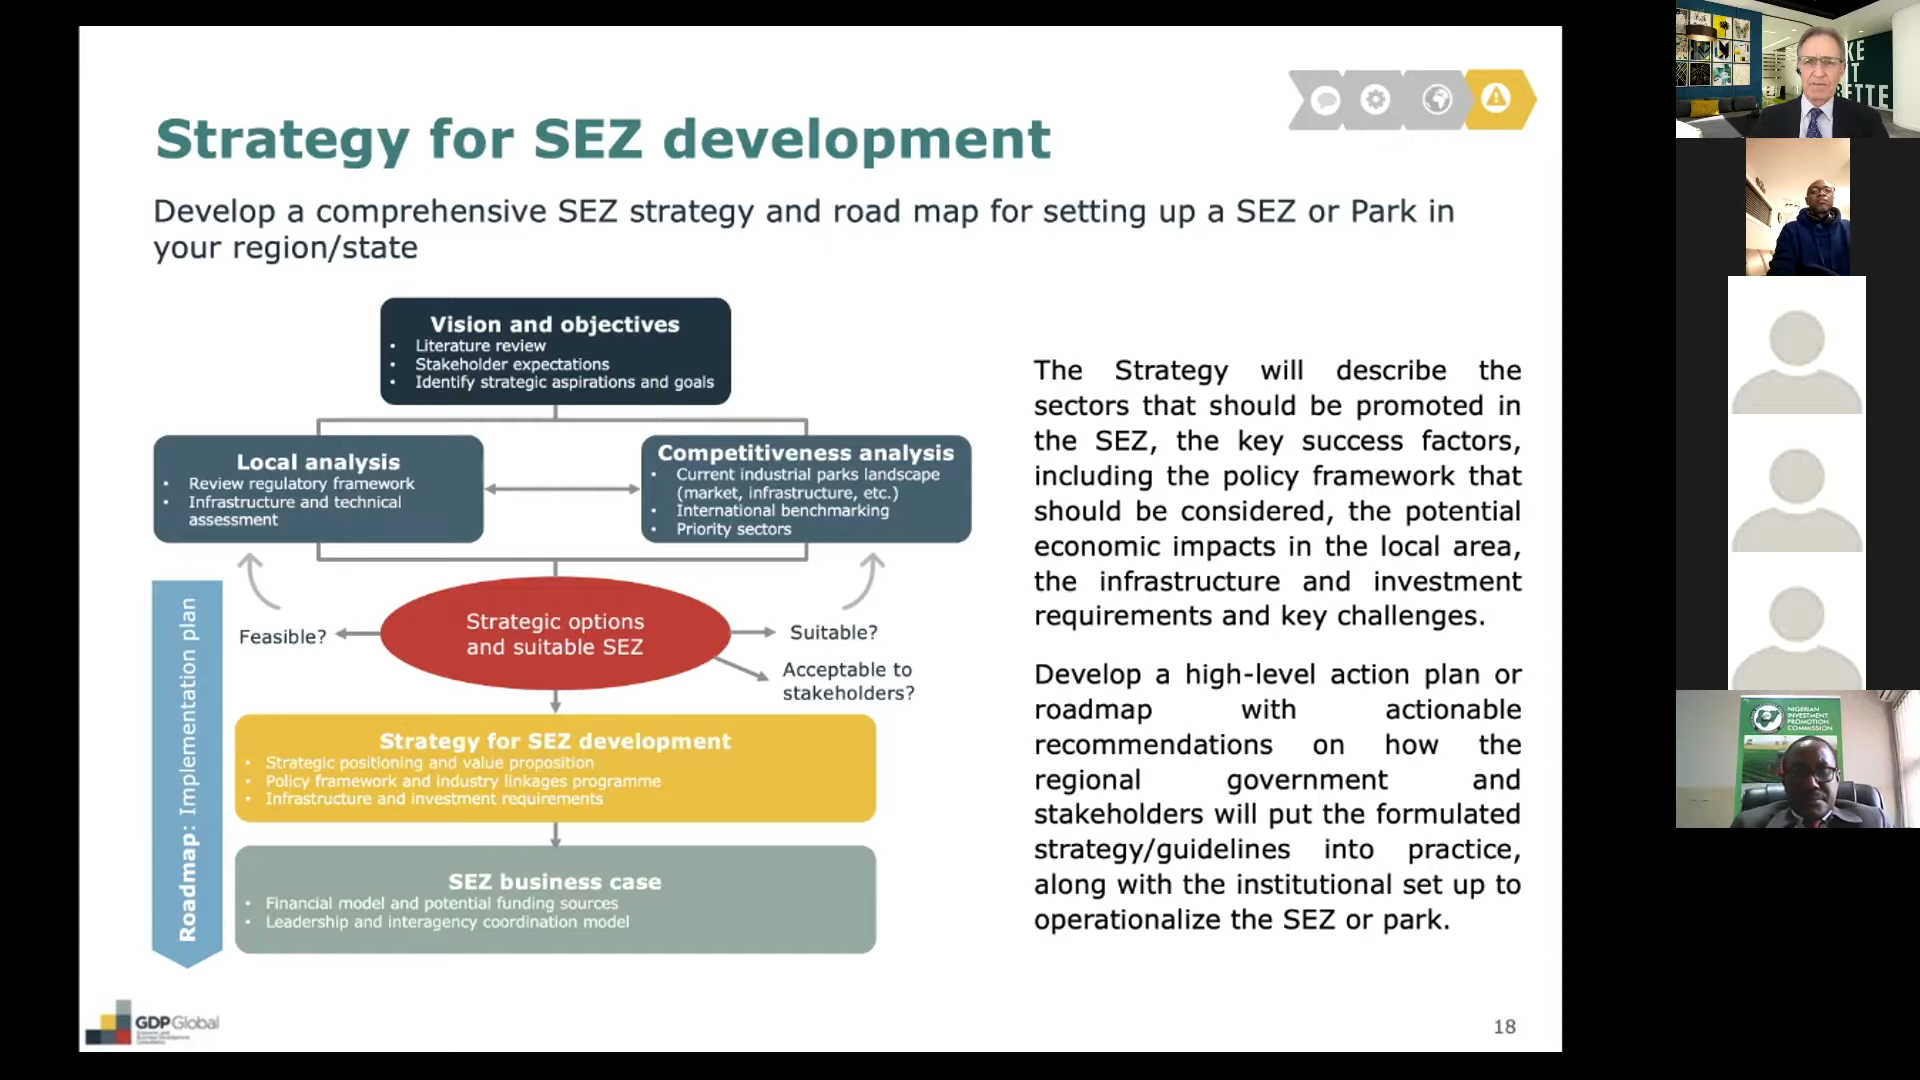 Strategy for SEZ development
Develop a comprehensive SEZ strategy and road map for setting up a SEZ or Park in
your region/state
Vision and objectives
• Literature review
• Stakeholder expectations
• Identify strategic aspirations and goals
Local analysis
• Review regulatory framework
• Infrastructure and technical
assessment
Competitiveness analysis
• Current industrial parks landscape
(market, infrastructure, etc.)
• International benchmarking
• Priority sectors
Strategic options
and suitable SEZ
Feasible?
Suitable?
Acceptable to
stakeholders?
Roadmap: Implementation plan
Strategy for SEZ development
• Strategic positioning and value proposition
• Policy framework and industry linkages programme
• Infrastructure and investment requirements
SEZ business case
• Financial model and potential funding sources
• Leadership and interagency coordination model
The Strategy will describe the
sectors that should be promoted in
the SEZ, the key success factors,
including the policy framework that
should be considered, the potential
economic impacts in the local area,
the infrastructure and investment
requirements and key challenges.
Develop a high-level action plan or
roadmap with actionable
recommendations on how the
regional government and
stakeholders will put the formulated
strategy/guidelines into practice,
along with the institutional set up to
operationalize the SEZ or park.
GDP Global
18
NIGERIAN
INVESTMENT
PROMOTION
COMMISSION